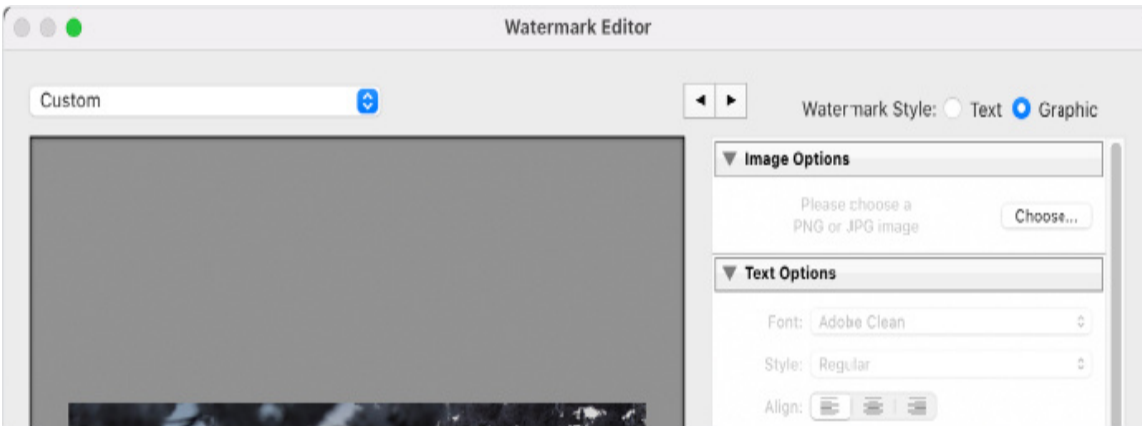 Watermark Editor
Custom
Watermark Style: Text Graphic
Image Options
Please choose a
PNG or JPG image
Choose...
Text Options
Font: Adobe Clean
Style: Regular
Align: